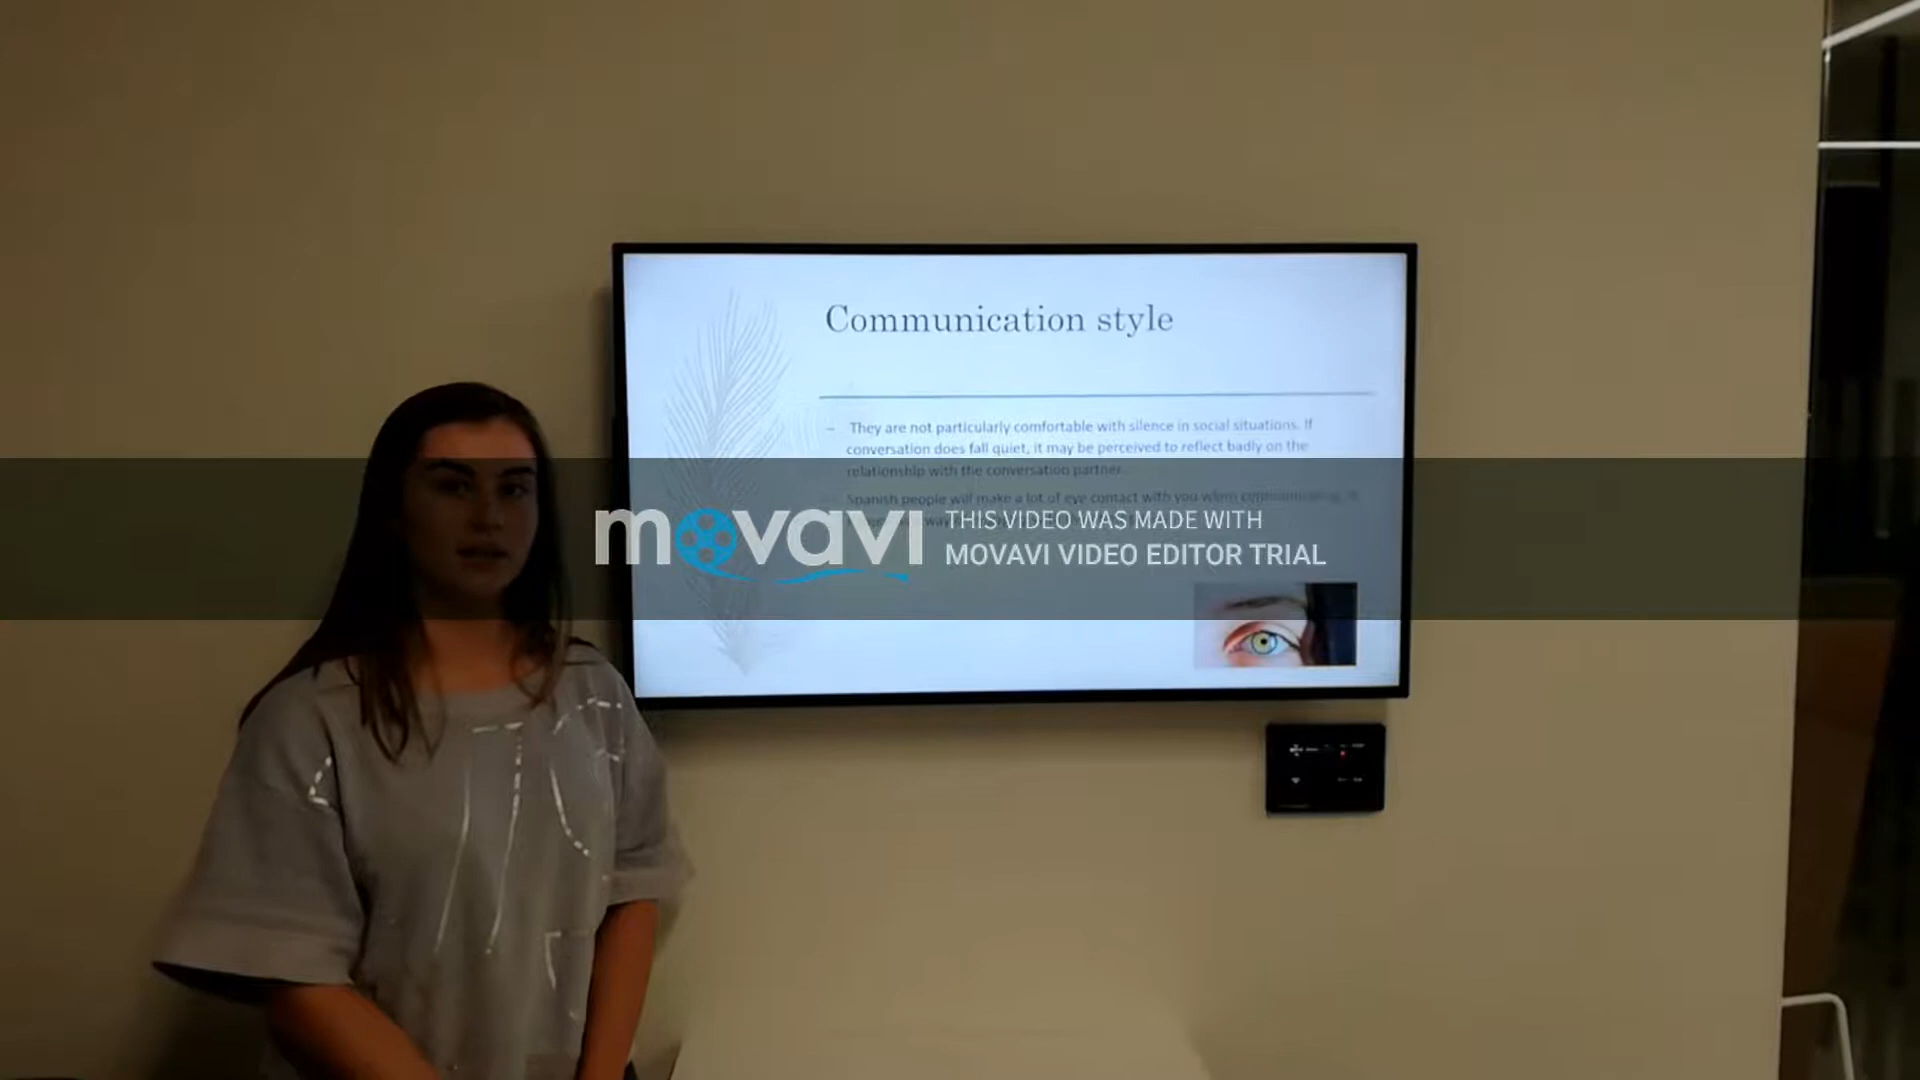 Communication style
– They are not particularly comfortable with silence in social situations. If
conversation does fall quiet, it may be perceived to reflect badly on the
relationship with the conversation partner.
Spanish people will make a lot of eye contact with you when communicating.
movavi
THIS VIDEO WAS MADE WITH
MOVAVI VIDEO EDITOR TRIAL